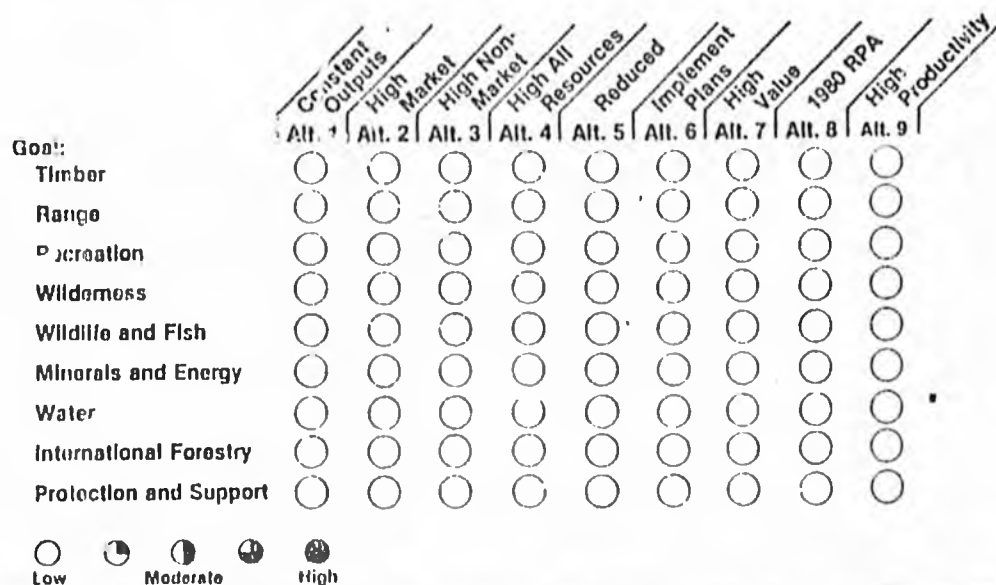 Constant Outputs
High Market
High Non-Market
High All Resources
Reduced
Implement Plans
High Value
1980 RPA
High Productivity
Alt. 1 Alt. 2 Alt. 3 Alt. 4 Alt. 5 Alt. 6 Alt. 7 Alt. 8 Alt. 9
Goal:
Timber
Range
Recreation
Wilderness
Wildlife and Fish
Minerals and Energy
Water
International Forestry
Protection and Support
Low Moderate High